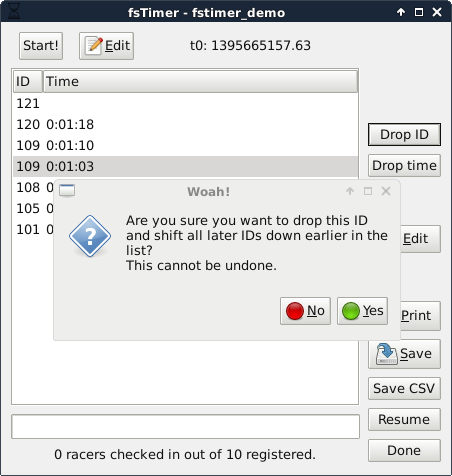 fsTimer - fstimer_demo
Start!
Edit
t0: 1395665157.63
ID Time
121
120 0:01:18
109 0:01:10
109 0:01:03
108 0
105 0
101 0
Drop ID
Drop time
Edit
Print
Save
Save CSV
Resume
Done
Woah!
Are you sure you want to drop this ID
and shift all later IDs down earlier in the
list?
This cannot be undone.
No
Yes
0 racers checked in out of 10 registered.